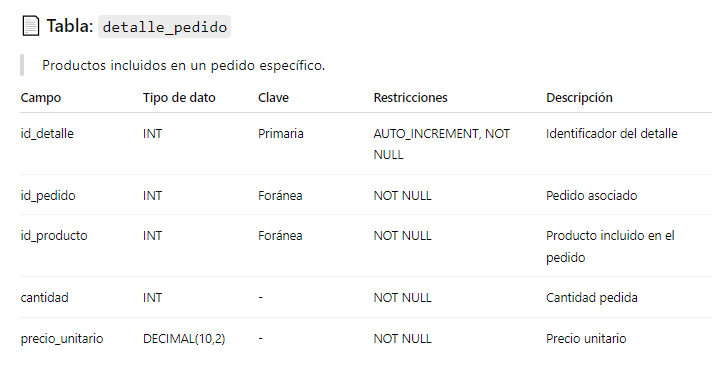 Tabla: detalle_pedido
Productos incluidos en un pedido específico.
Campo Tipo de dato Clave Restricciones Descripción
id_detalle INT Primaria AUTO_INCREMENT, NOT NULL Identificador del detalle
id_pedido INT Foránea NOT NULL Pedido asociado
id_producto INT Foránea NOT NULL Producto incluido en el pedido
cantidad INT - NOT NULL Cantidad pedida
precio_unitario DECIMAL(10,2) - NOT NULL Precio unitario